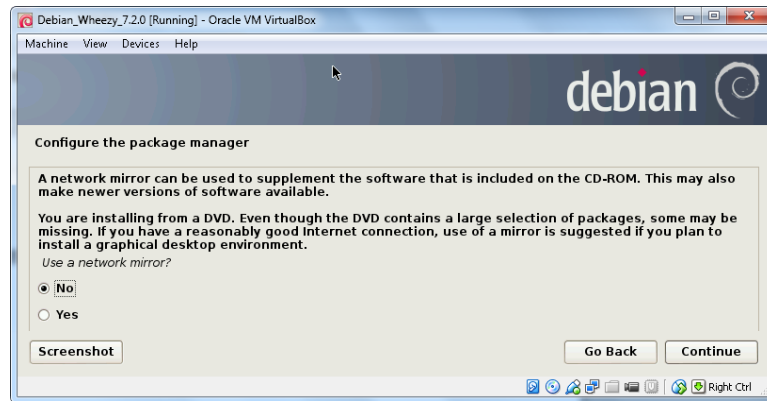 Debian_Wheezy_7.2.0 [Running] - Oracle VM VirtualBox
Machine View Devices Help
debian
Configure the package manager
A network mirror can be used to supplement the software that is included on the CD-ROM. This may also
make newer versions of software available.
You are installing from a DVD. Even though the DVD contains a large selection of packages, some may be
missing. If you have a reasonably good Internet connection, use of a mirror is suggested if you plan to
install a graphical desktop environment.
Use a network mirror?
No
Yes
Screenshot Go Back Continue
Right Ctrl